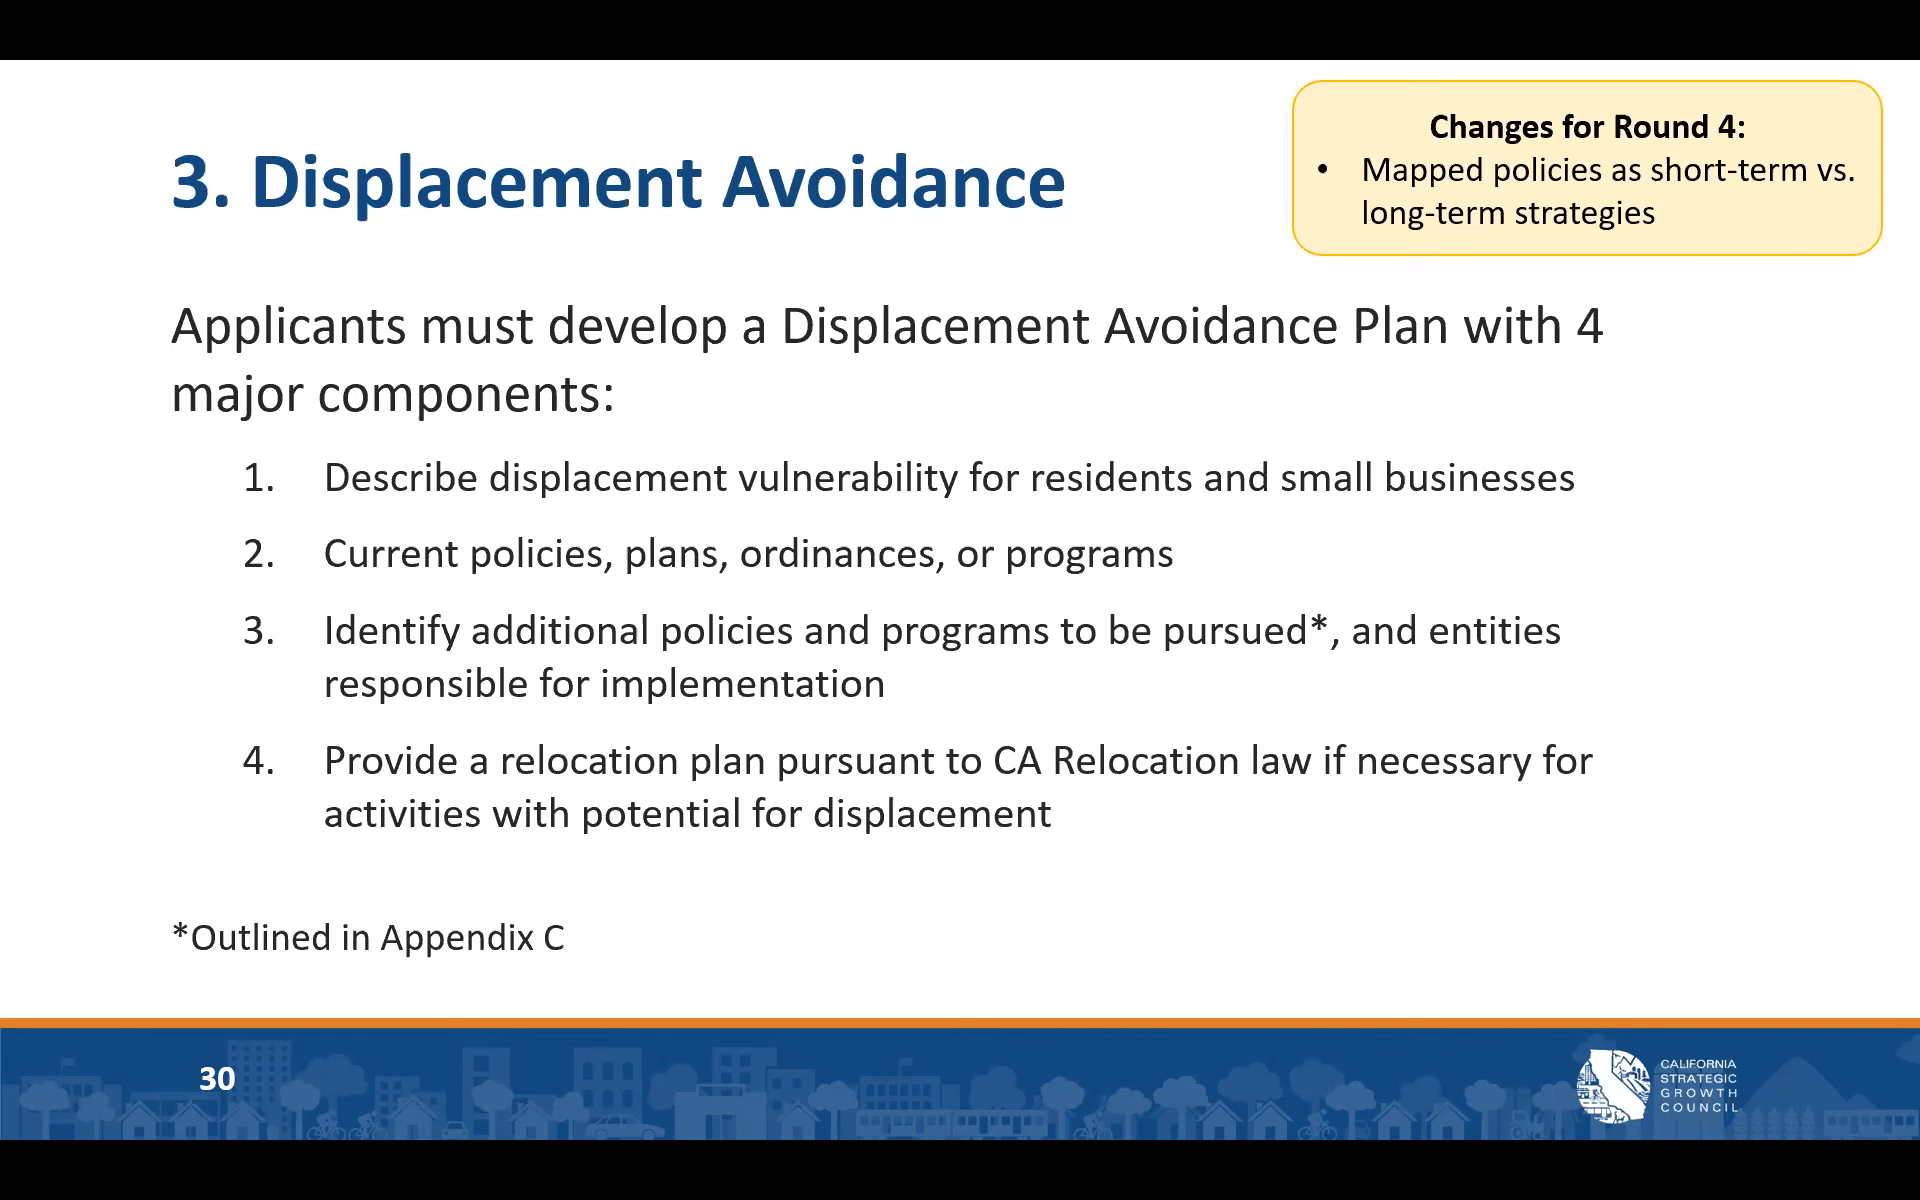 Changes for Round 4:
• Mapped policies as short-term vs.
long-term strategies
3. Displacement Avoidance
Applicants must develop a Displacement Avoidance Plan with 4
major components:
1. Describe displacement vulnerability for residents and small businesses
2. Current policies, plans, ordinances, or programs
3. Identify additional policies and programs to be pursued*, and entities
responsible for implementation
4. Provide a relocation plan pursuant to CA Relocation law if necessary for
activities with potential for displacement
*Outlined in Appendix C
30
CALIFORNIA
STRATEGIC
GROWTH
COUNCIL